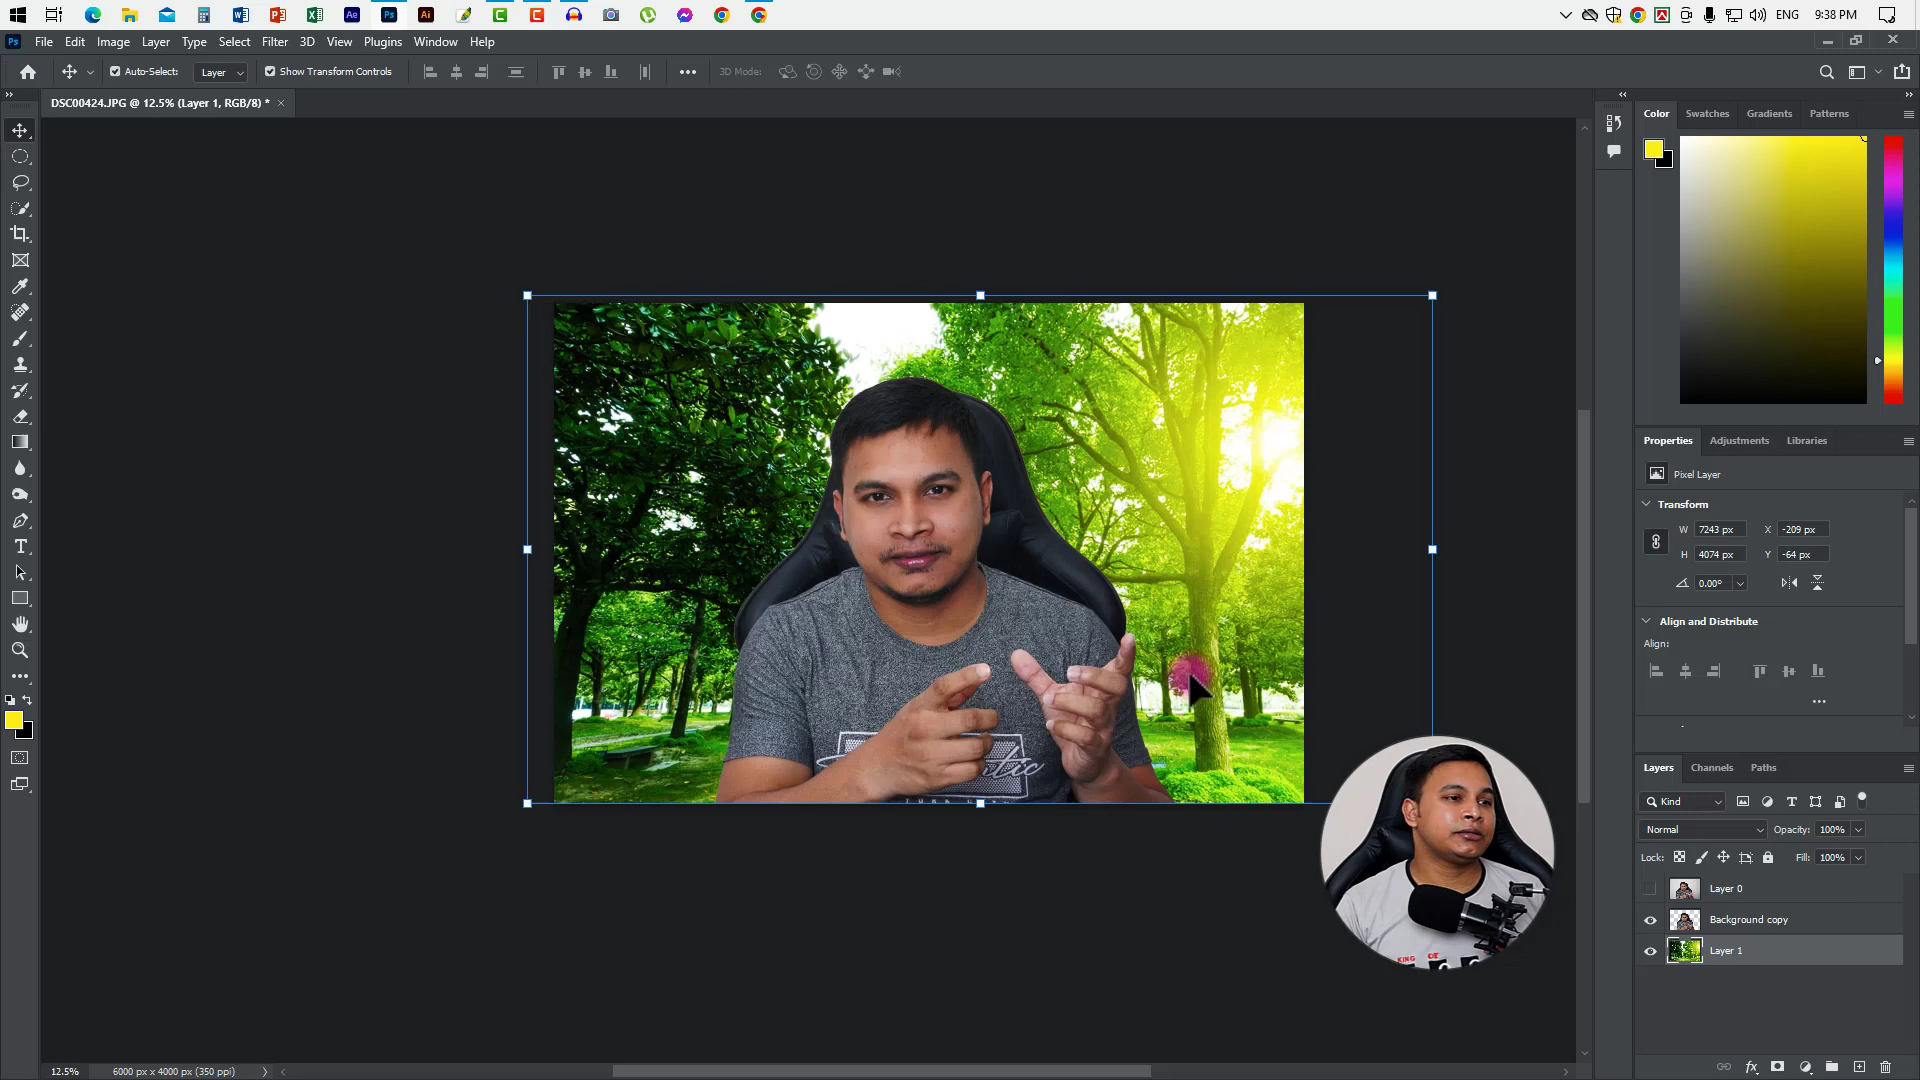 ENG
9:38 PM
Ps
File Edit Image Layer Type Select Filter 3D View Plugins Window Help
Auto-Select: Layer
Show Transform Controls
3D Mode:
DSC00424.JPG @ 12.5% (Layer 1, RGB/8) * ×
Color Swatches Gradients Patterns
Properties Adjustments Libraries
Pixel Layer
Transform
W 7243 px X -209 px
H 4074 px Y -64 px
0.00°
Align and Distribute
Align:
Layers Channels Paths
Kind
Normal Opacity: 100%
Lock: Fill: 100%
Layer 0
Background copy
Layer 1
KING OF
12.5% 6000 px x 4000 px (350 ppi)